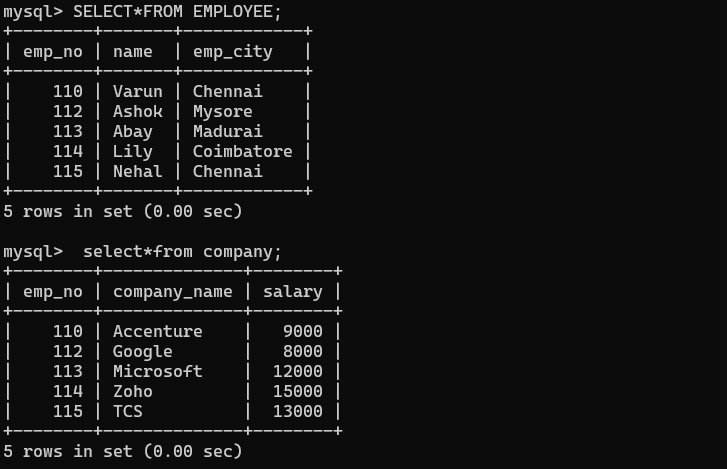 mysql> SELECT*FROM EMPLOYEE;
+--------+-------+------------+
| emp_no | name  | emp_city   |
+--------+-------+------------+
|    110 | Varun | Chennai    |
|    112 | Ashok | Mysore     |
|    113 | Abay  | Madurai    |
|    114 | Lily  | Coimbatore |
|    115 | Nehal | Chennai    |
+--------+-------+------------+
5 rows in set (0.00 sec)
mysql>  select*from company;
+--------+--------------+--------+
| emp_no | company_name | salary |
+--------+--------------+--------+
|    110 | Accenture    |   9000 |
|    112 | Google       |   8000 |
|    113 | Microsoft    |  12000 |
|    114 | Zoho         |  15000 |
|    115 | TCS          |  13000 |
+--------+--------------+--------+
5 rows in set (0.00 sec)